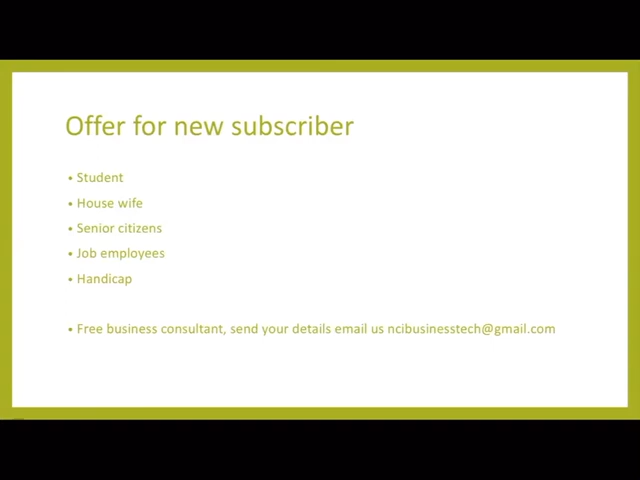 Offer for new subscriber
• Student
• House wife
• Senior citizens
• Job employees
• Handicap
• Free business consultant, send your details email us ncibusinesstech@gmail.com